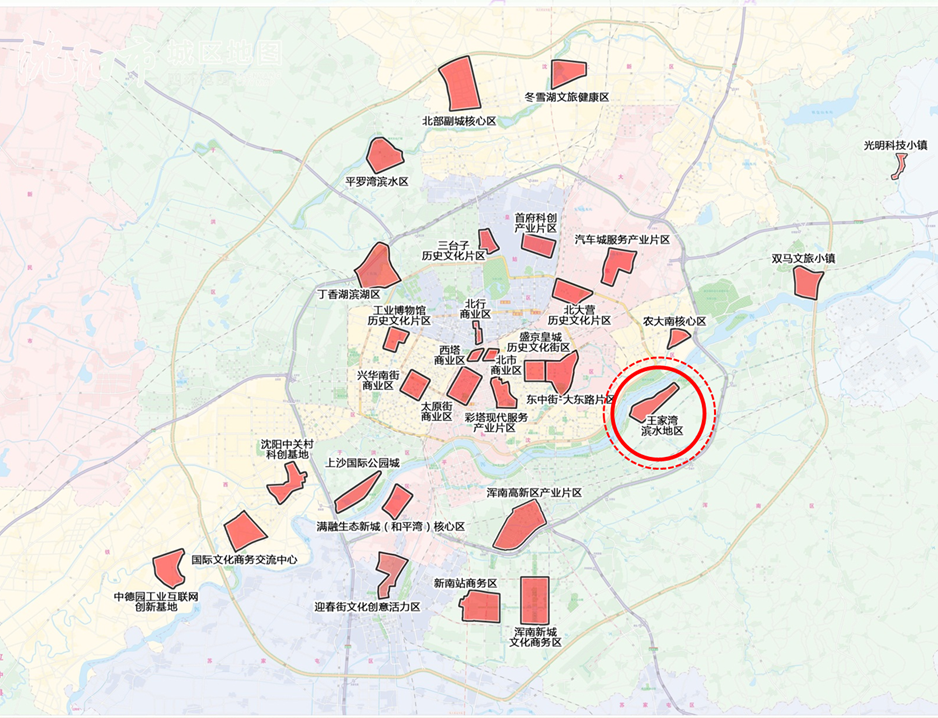 城区地图
冬雪湖文旅健康区
北部副城核心区
光明科技小镇
平罗湾滨水区
首府科创
产业片区
三台子
历史文化片区
汽车城服务产业片区
双马文旅小镇
丁香湖滨湖区
北大营
历史文化片区
工业博物馆
历史文化片区
北行
商业区
农大南核心区
盛京皇城
历史文化街区
西塔
商业区
北市
商业区
兴华南街
商业区
太原街
商业区
东中街-大东路片区
彩塔现代服务
产业片区
王家湾
滨水地区
沈阳中关村
科创基地
上沙国际公园城
浑南高新区产业片区
满融生态新城（和平湾）核心区
国际文化商务交流中心
新南站商务区
中德园工业互联网
创新基地
迎春街文化创意活力区
浑南新城
文化商务区